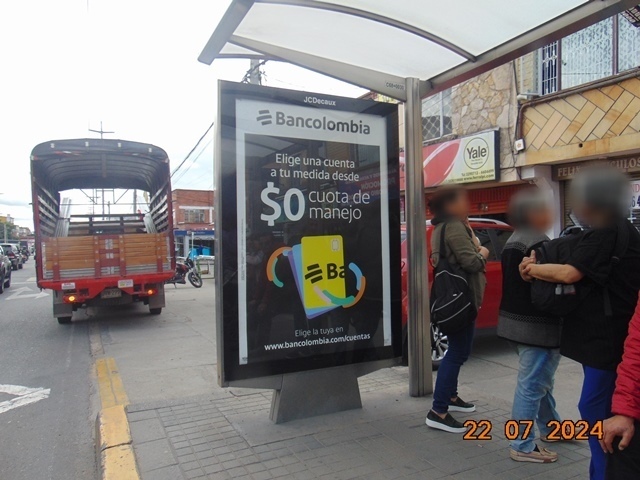 JCDecaux
Bancolombia
Elige una cuenta
a tu medida desde
$0 cuota de
manejo
Ba
Elige la tuya en
www.bancolombia.com/cuentas
Yale
22 07 2024